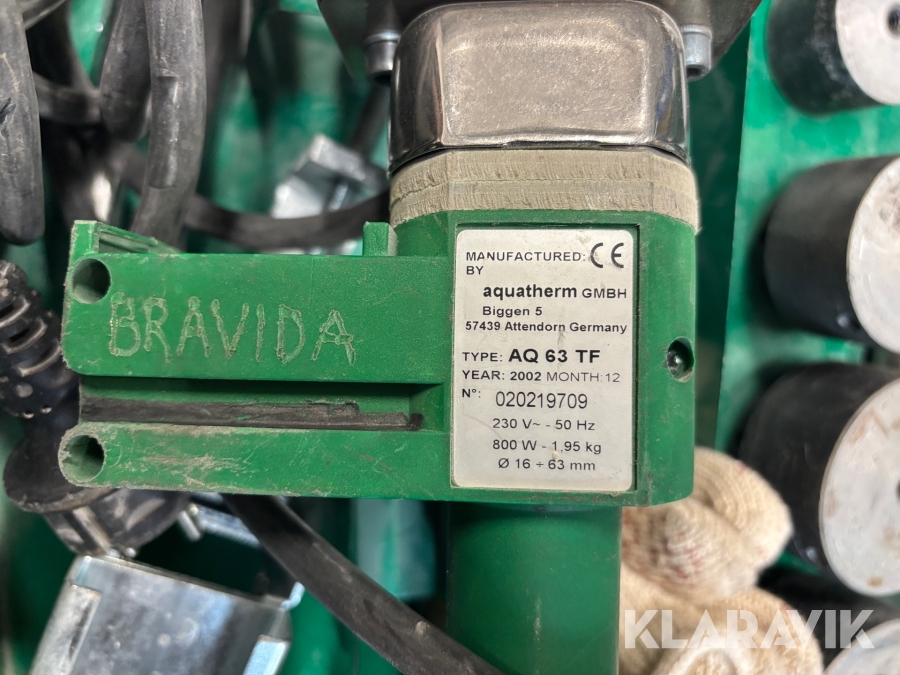 BRAVIDA
MANUFACTURED: CE
BY
aquatherm GMBH
Biggen 5
57439 Attendorn Germany
TYPE: AQ 63 TF
YEAR: 2002 MONTH: 12
N°: 020219709
230 V~ - 50 Hz
800 W - 1,95 kg
Ø 16 ÷ 63 mm
KLARAVIK